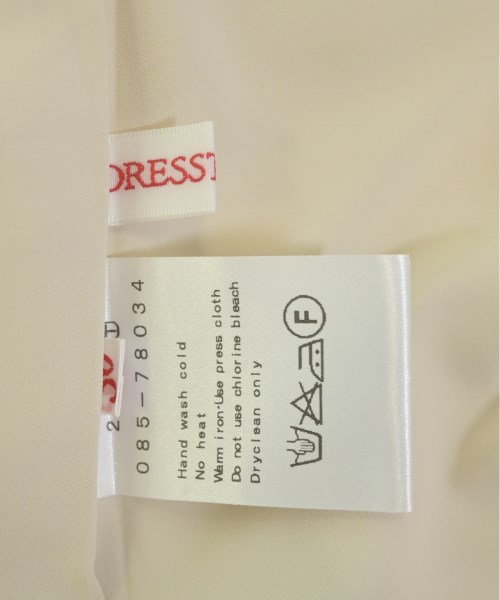 DRESST
30
085-78034
Hand wash cold
No heat
Warm iron·Use press cloth
Do not use chlorine bleach
Dryclean only
F